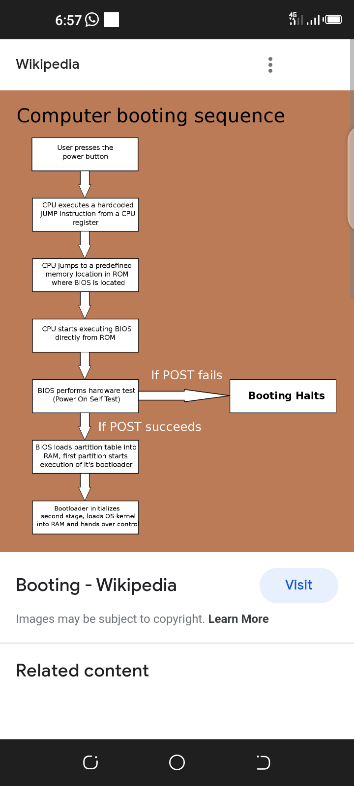 6:57
4G
Wikipedia
Computer booting sequence
User presses the
power button
CPU executes a hardcoded
JUMP instruction from a CPU
register
CPU jumps to a predefined
memory location in ROM
where BIOS is located
CPU starts executing BIOS
directly from ROM
If POST fails
BIOS performs hardware test
(Power On Self Test)
Booting Halts
If POST succeeds
BIOS loads partition table into
RAM, first partition starts
execution of it's bootloader
Bootloader initializes
second stage, loads OS kernel
into RAM and hands over control
Booting - Wikipedia
Visit
Images may be subject to copyright. Learn More
Related content